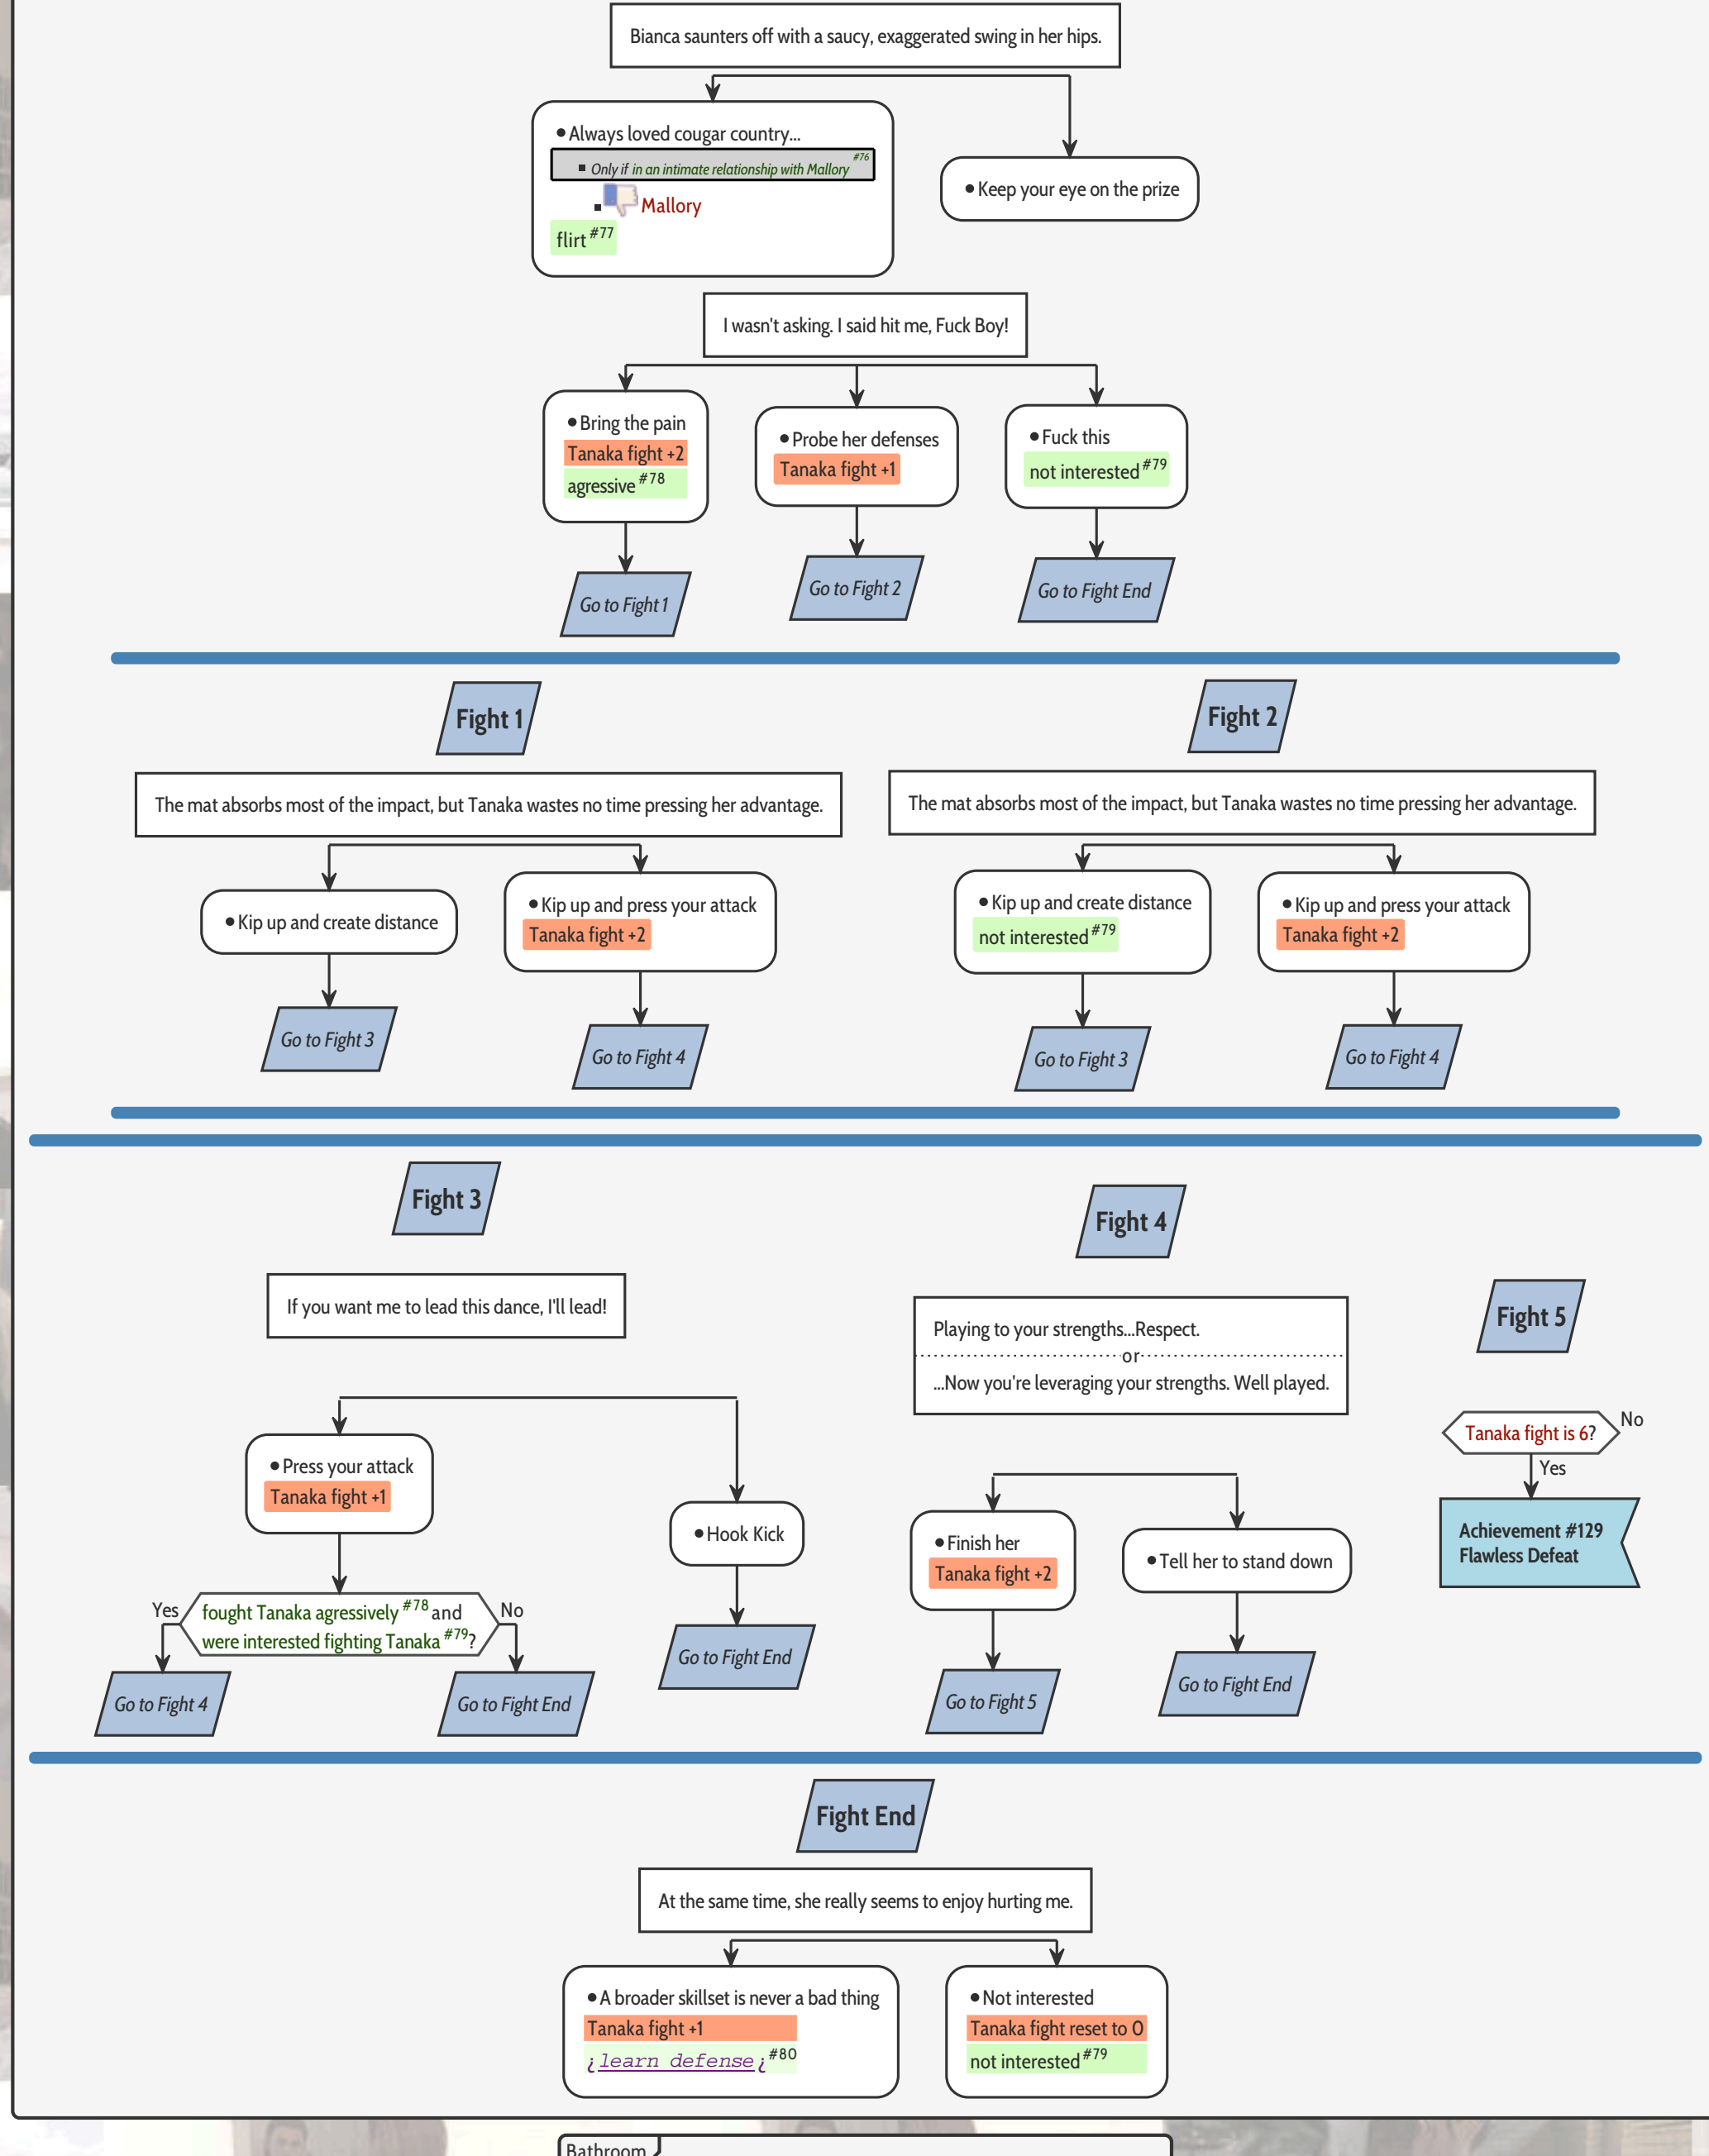 Bianca saunters off with a saucy, exaggerated swing in her hips.
Always loved cougar country...
Only if in an intimate relationship with Mallory #76
Mallory
flirt #77
Keep your eye on the prize
I wasn't asking. I said hit me, Fuck Boy!
Bring the pain
Tanaka fight +2
agressive #78
Probe her defenses
Tanaka fight +1
Fuck this
not interested #79
Go to Fight 1
Go to Fight 2
Go to Fight End
Fight 1
The mat absorbs most of the impact, but Tanaka wastes no time pressing her advantage.
Kip up and create distance
Kip up and press your attack
Tanaka fight +2
Go to Fight 3
Go to Fight 4
Fight 2
The mat absorbs most of the impact, but Tanaka wastes no time pressing her advantage.
Kip up and create distance
not interested #79
Kip up and press your attack
Tanaka fight +2
Go to Fight 3
Go to Fight 4
Fight 3
If you want me to lead this dance, I'll lead!
Press your attack
Tanaka fight +1
Hook Kick
Yes
fought Tanaka agressively #78 and
were interested fighting Tanaka #79?
No
Go to Fight End
Go to Fight 4
Go to Fight End
Fight 4
Playing to your strengths...Respect.
or
...Now you're leveraging your strengths. Well played.
Finish her
Tanaka fight +2
Tell her to stand down
Go to Fight 5
Go to Fight End
Fight 5
Tanaka fight is 6?
No
Yes
Achievement #129
Flawless Defeat
Fight End
At the same time, she really seems to enjoy hurting me.
A broader skillset is never a bad thing
Tanaka fight +1
¿learn defense¿ #80
Not interested
Tanaka fight reset to 0
not interested #79
Bathroom